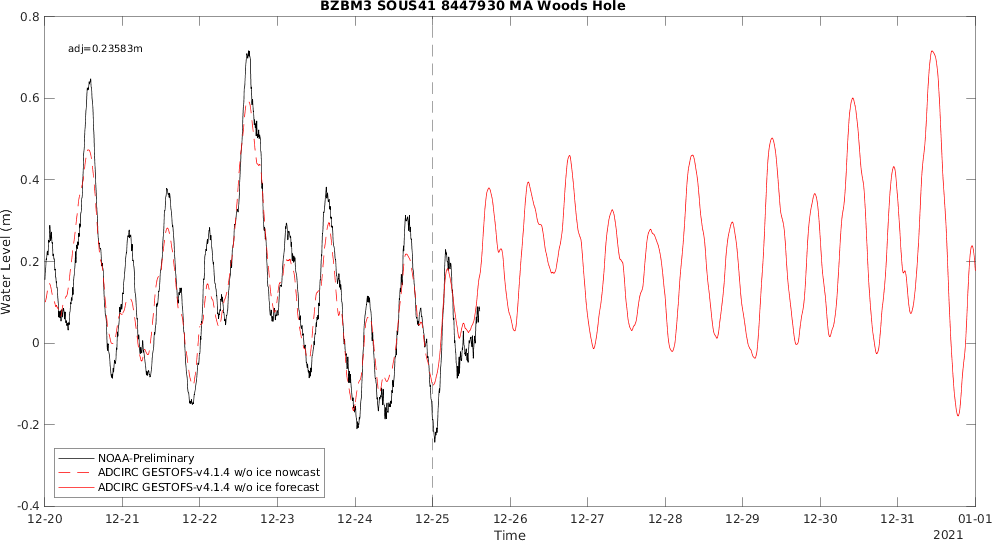 BZBM3 SOUS41 8447930 MA Woods Hole
adj=0.23583m
Water Level (m)
0.8
0.6
0.4
0.2
0
-0.2
-0.4
NOAA-Preliminary
ADCIRC GESTOFS-v4.1.4 w/o ice nowcast
ADCIRC GESTOFS-v4.1.4 w/o ice forecast
12-20 12-21 12-22 12-23 12-24 12-25 12-26 12-27 12-28 12-29 12-30 12-31 01-01
Time
2021